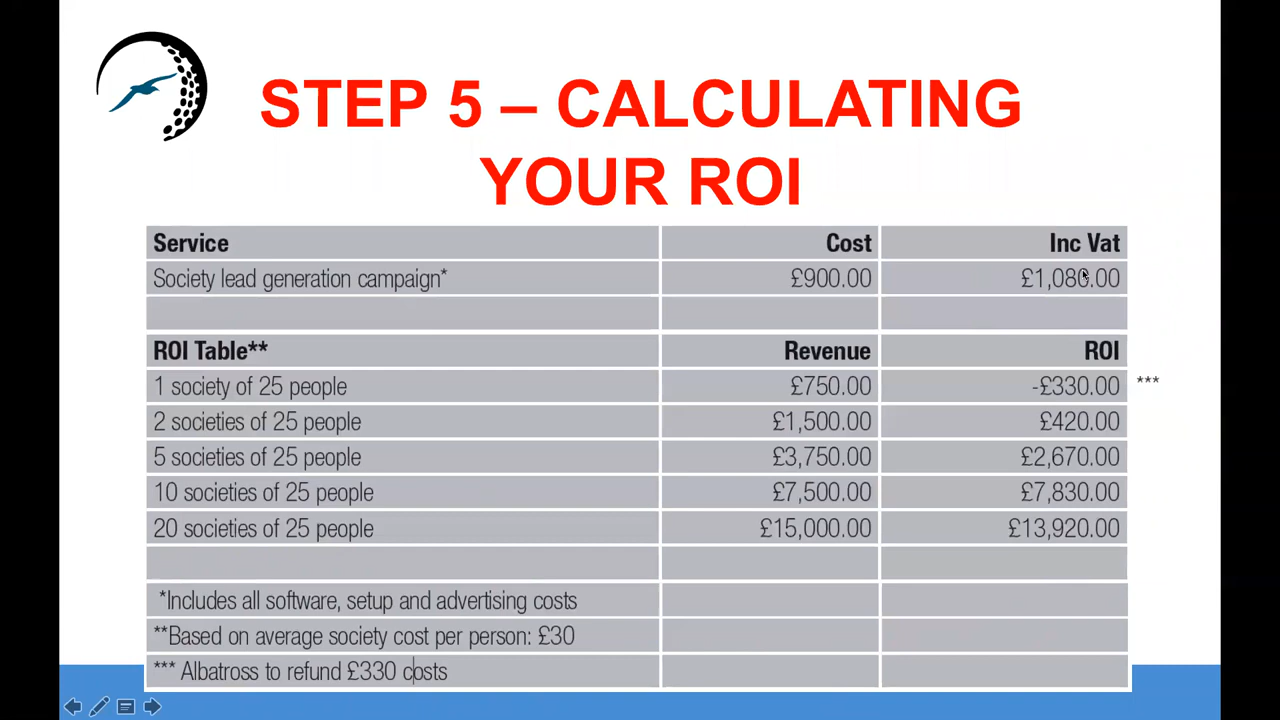 STEP 5 – CALCULATING
YOUR ROI
Service Cost Inc Vat
Society lead generation campaign* £900.00 £1,080.00
ROI Table** Revenue ROI
1 society of 25 people £750.00 -£330.00 ***
2 societies of 25 people £1,500.00 £420.00
5 societies of 25 people £3,750.00 £2,670.00
10 societies of 25 people £7,500.00 £7,830.00
20 societies of 25 people £15,000.00 £13,920.00
*Includes all software, setup and advertising costs
**Based on average society cost per person: £30
*** Albatross to refund £330 costs